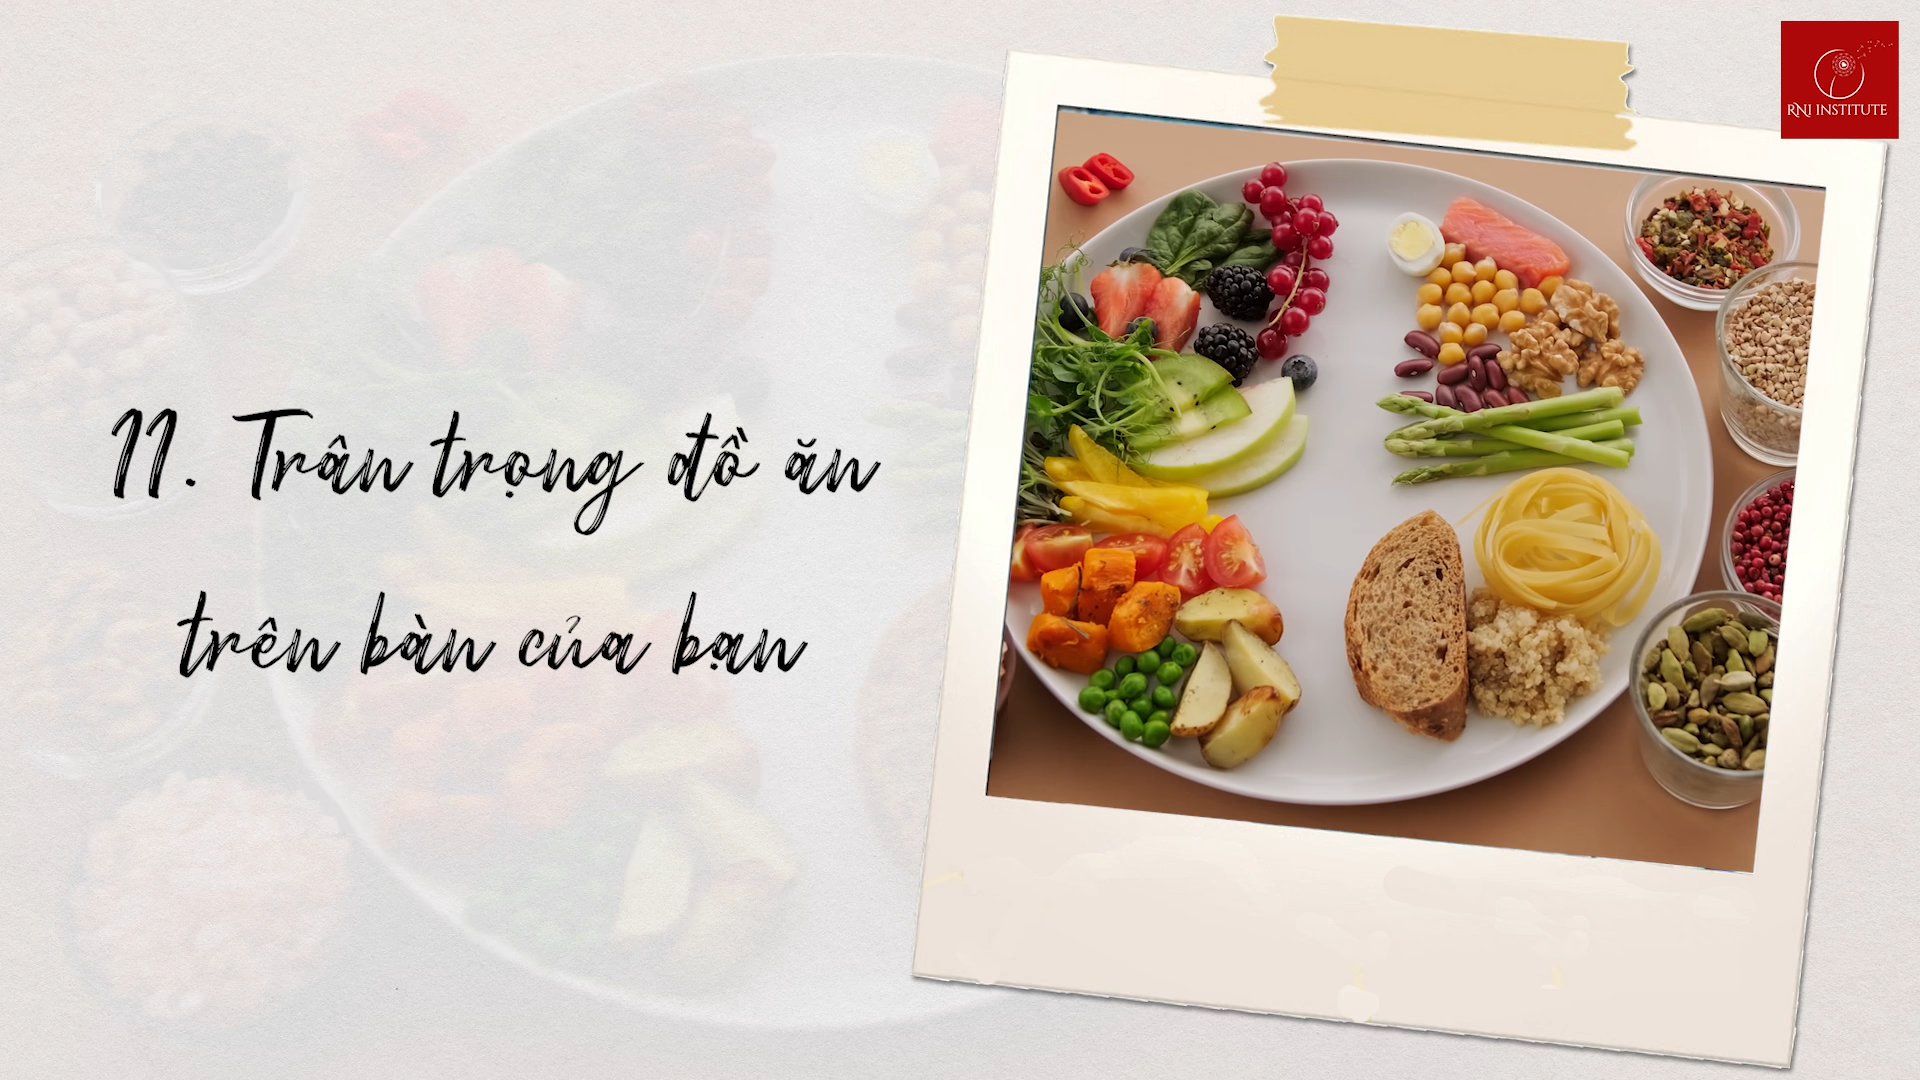 RNI INSTITUTE
11. Trân trọng đồ ăn
trên bàn của bạn